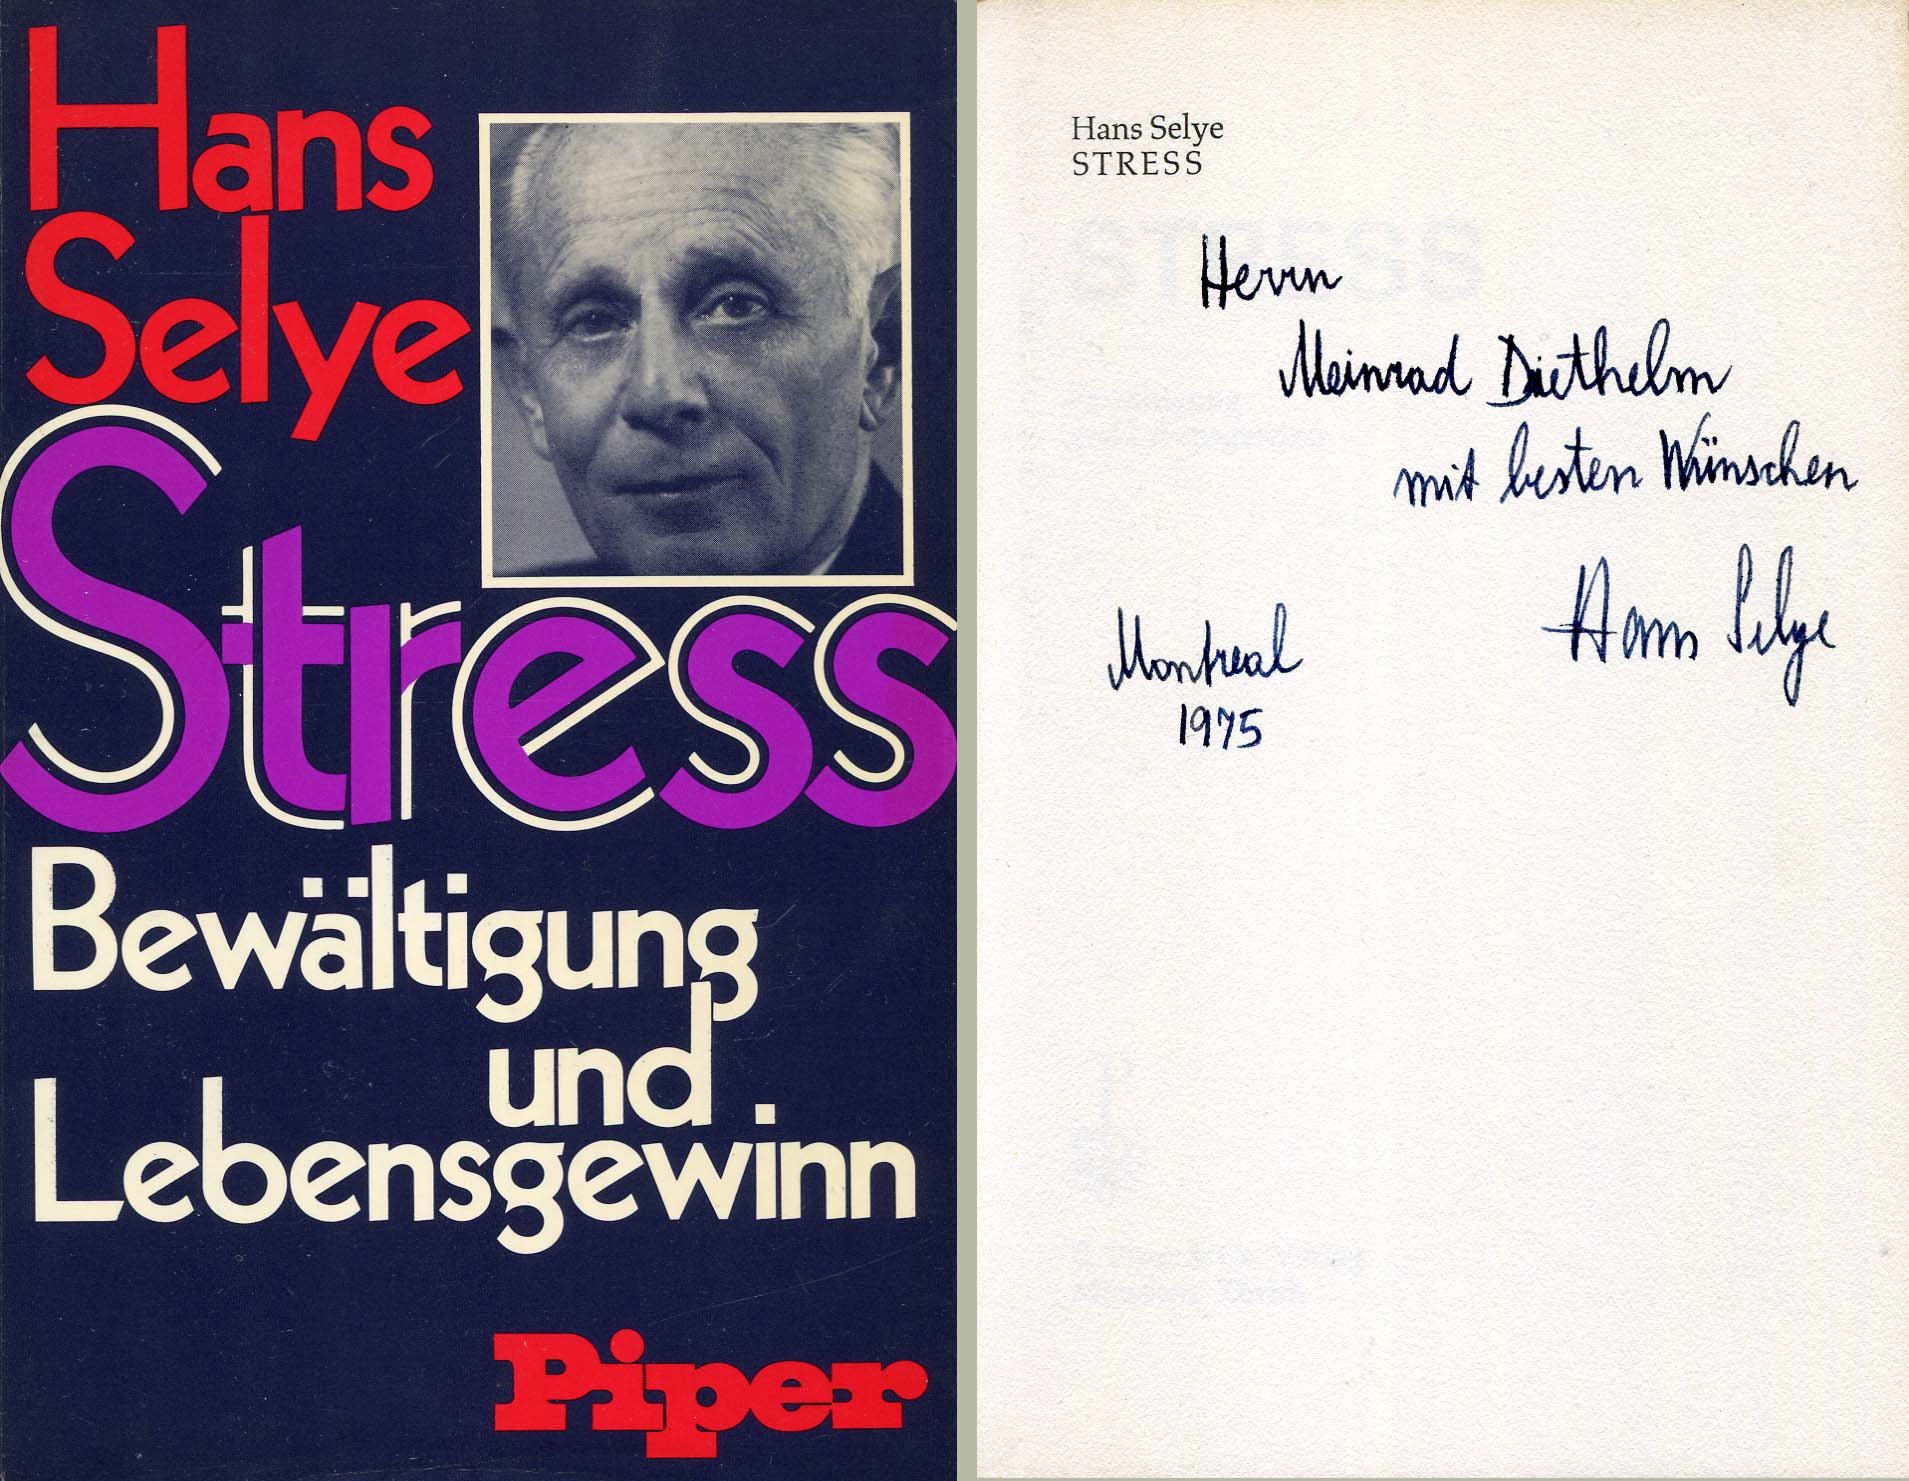 Hans
Selye
Stress
Bewältigung
und
Lebensgewinn
Piper
Hans Selye
STRESS
Herrn
Meinrad Diethelm
mit besten Wünschen
Hans Selye
Montreal
1975